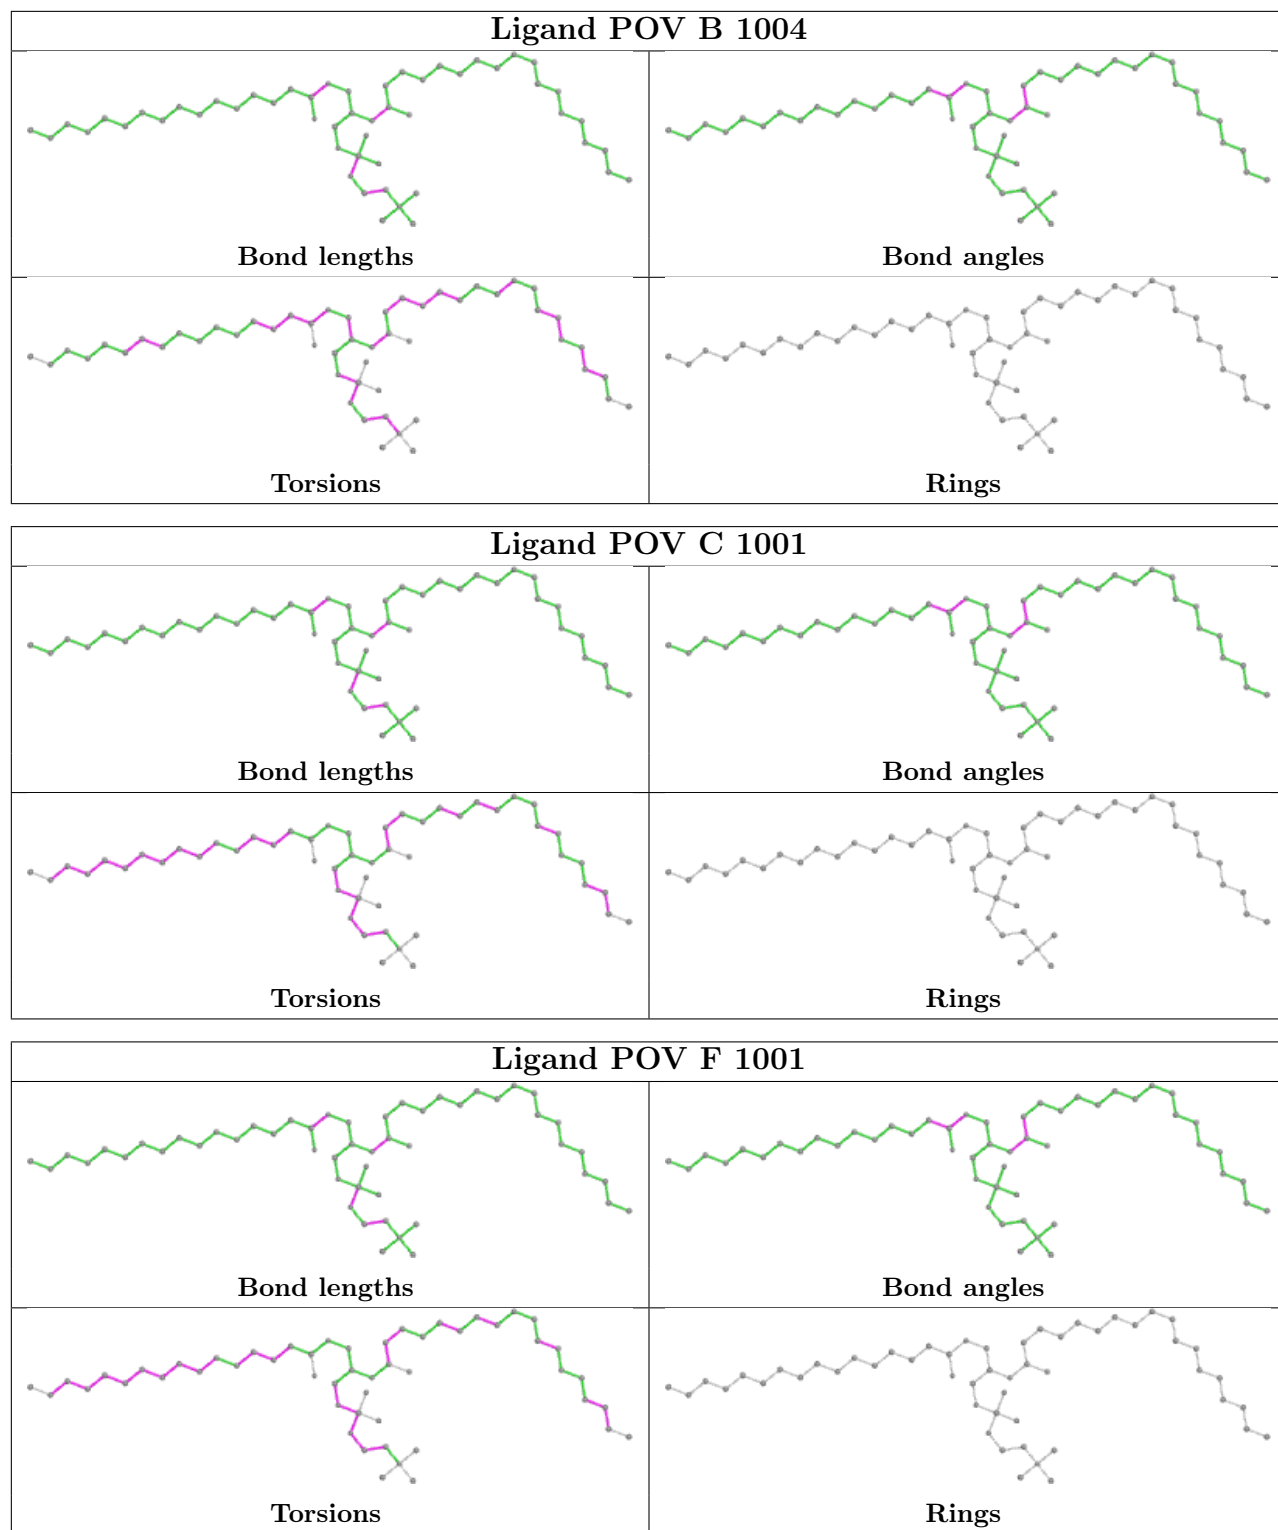 Ligand POV B 1004
Bond lengths
Bond angles
Torsions
Rings
Ligand POV C 1001
Bond lengths
Bond angles
Torsions
Rings
Ligand POV F 1001
Bond lengths
Bond angles
Torsions
Rings